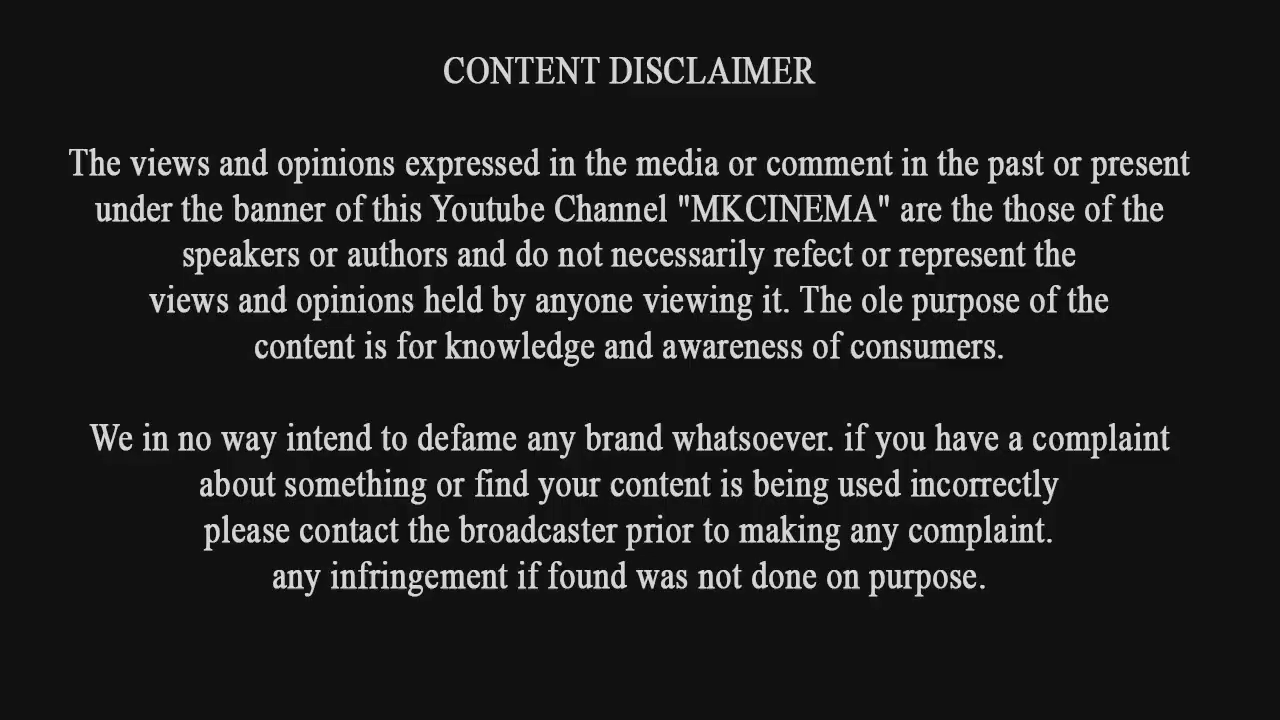 CONTENT DISCLAIMER
The views and opinions expressed in the media or comment in the past or present
under the banner of this Youtube Channel "MKCINEMA" are the those of the
speakers or authors and do not necessarily refect or represent the
views and opinions held by anyone viewing it. The ole purpose of the
content is for knowledge and awareness of consumers.
We in no way intend to defame any brand whatsoever. if you have a complaint
about something or find your content is being used incorrectly
please contact the broadcaster prior to making any complaint.
any infringement if found was not done on purpose.